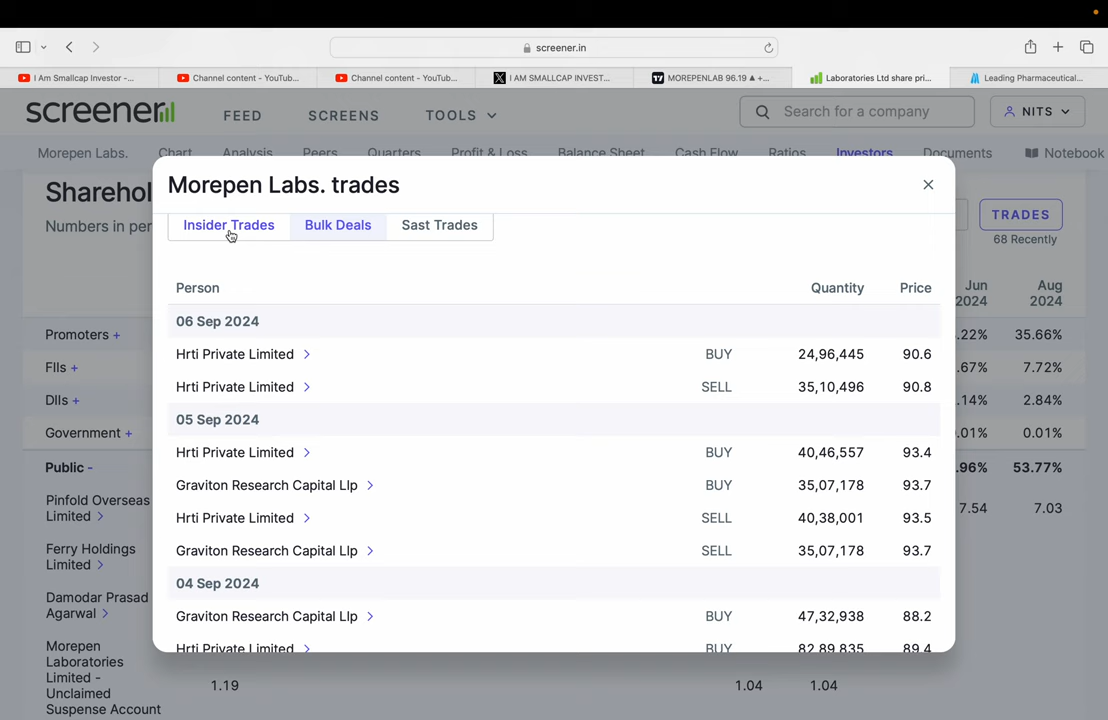 screener.in
I Am Smallcap Investor -...
Channel content - YouTub...
Channel content - YouTub...
I AM SMALLCAP INVEST...
MOREPENLAB 96.19 ▲ +...
Laboratories Ltd share pri...
Leading Pharmaceutical...
screener
FEED
SCREENS
TOOLS
Search for a company
NITS
Morepen Labs.
Chart
Analysis
Peers
Quarters
Profit & Loss
Balance Sheet
Cash Flow
Ratios
Investors
Documents
Notebook
Sharehol
Numbers in per
TRADES
68 Recently
Morepen Labs. trades
Insider Trades
Bulk Deals
Sast Trades
Person Quantity Price
06 Sep 2024
Hrti Private Limited BUY 24,96,445 90.6
Hrti Private Limited SELL 35,10,496 90.8
05 Sep 2024
Hrti Private Limited BUY 40,46,557 93.4
Graviton Research Capital Llp BUY 35,07,178 93.7
Hrti Private Limited SELL 40,38,001 93.5
Graviton Research Capital Llp SELL 35,07,178 93.7
04 Sep 2024
Graviton Research Capital Llp BUY 47,32,938 88.2
Hrti Private Limited BUY 82,89,835 89.4
Jun
2024
Aug
2024
Promoters + .22% 35.66%
FIIs + .67% 7.72%
DIIs + .14% 2.84%
Government + .01% 0.01%
Public - .96% 53.77%
Pinfold Overseas
Limited 7.54 7.03
Ferry Holdings
Limited
Damodar Prasad
Agarwal
Morepen
Laboratories
Limited -
Unclaimed
Suspense Account
1.19 1.04 1.04